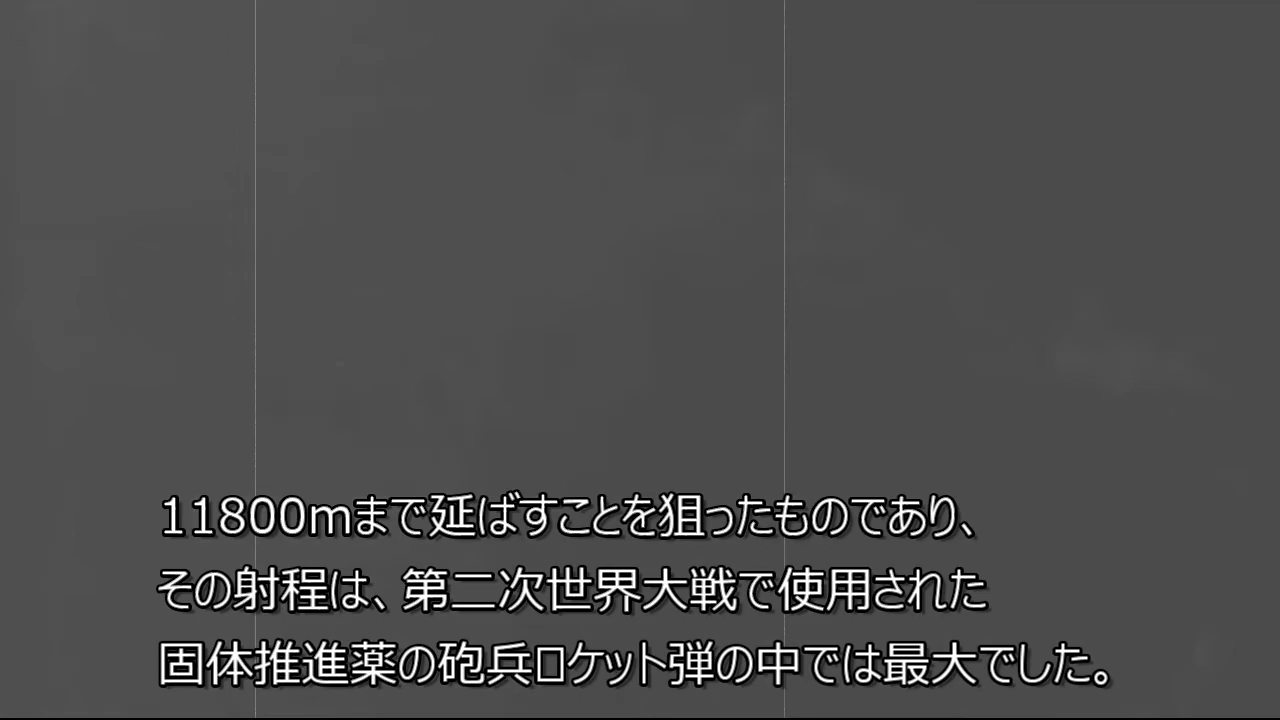 11800mまで延ばすことを狙ったものであり、
その射程は、第二次世界大戦で使用された
固体推進薬の砲兵ロケット弾の中では最大でした。